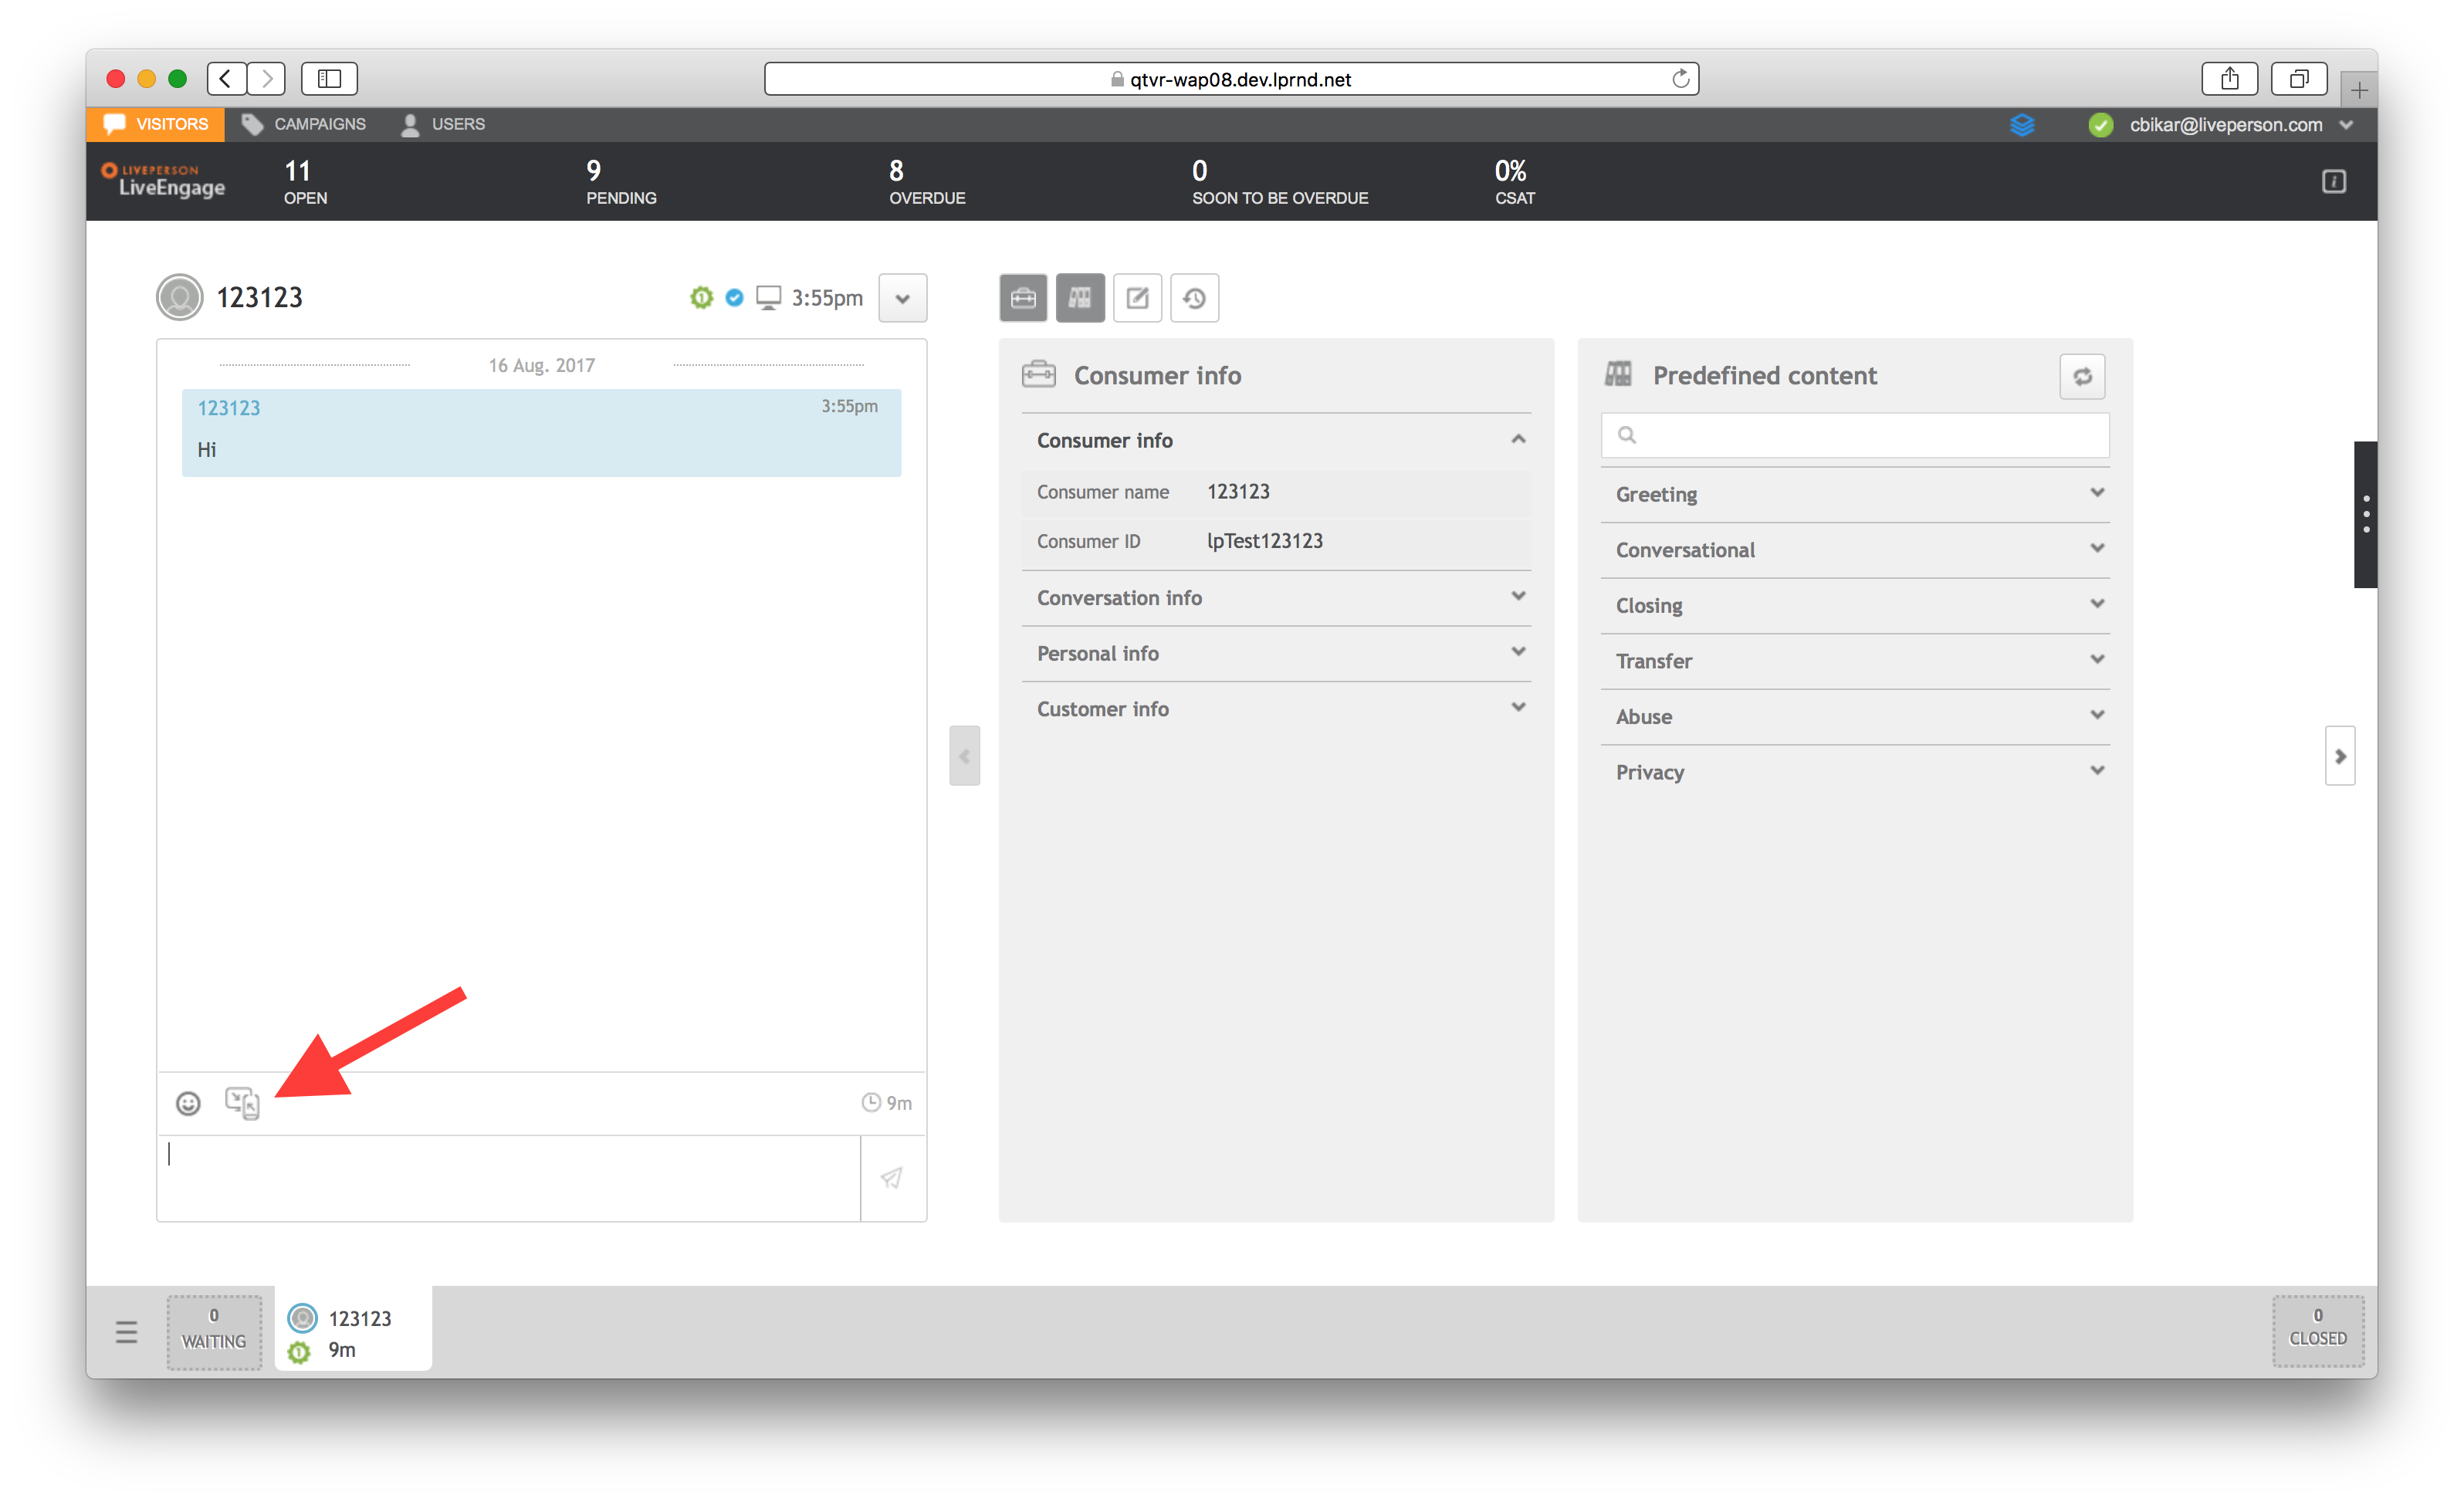 qtvr-wap08.dev.lprnd.net
VISITORS CAMPAIGNS USERS cbikar@liveperson.com
LIVEPERSON
LiveEngage
11 9 8 0 0%
OPEN PENDING OVERDUE SOON TO BE OVERDUE CSAT
123123 3:55pm
16 Aug. 2017
123123 3:55pm
Hi
9m
Consumer info
Consumer info
Consumer name 123123
Consumer ID lpTest123123
Conversation info
Personal info
Customer info
Predefined content
Greeting
Conversational
Closing
Transfer
Abuse
Privacy
0
WAITING
123123
1 9m
0
CLOSED